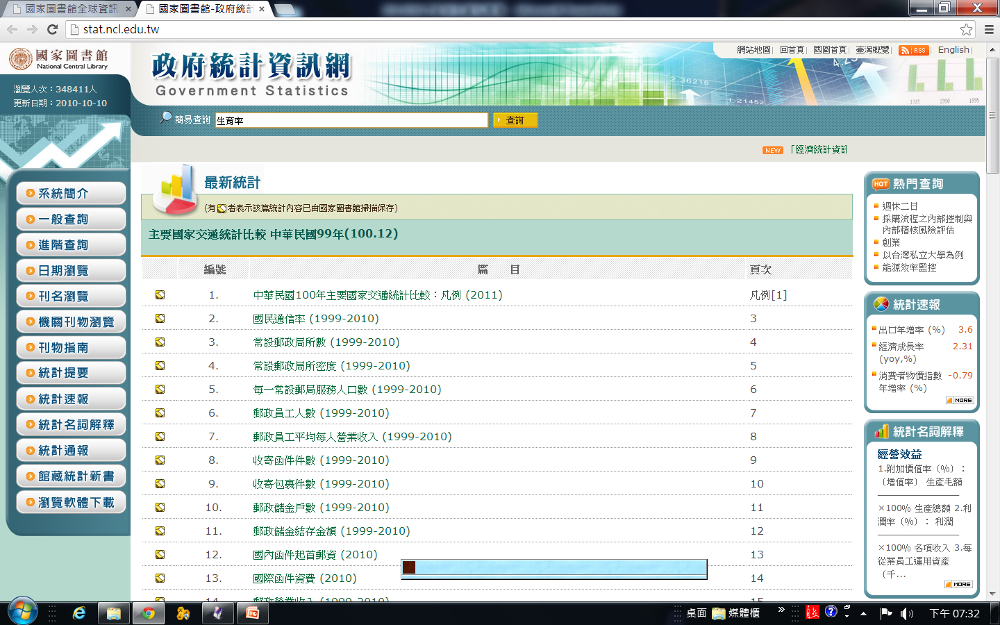 國家圖書館全球資訊
國家圖書館-政府統計
stat.ncl.edu.tw
國家圖書館
National Central Library
瀏覽人次：348411人
更新日期：2010-10-10
政府統計資訊網
Government Statistics
網站地圖| 回首頁| 國圖首頁| 臺灣概覽| RSS | English|
2.36215
1.21452
4.25
1985 1990 1995
簡易查詢 生育率 查詢
NEW 「經濟統計資訊
系統簡介
一般查詢
進階查詢
日期瀏覽
刊名瀏覽
機關刊物瀏覽
刊物指南
統計提要
統計速報
統計名詞解釋
統計通報
館藏統計新書
瀏覽軟體下載
最新統計
(有 者表示該篇統計內容已由國家圖書館掃描保存)
主要國家交通統計比較 中華民國99年(100.12)
編號 篇 目 頁次
1. 中華民國100年主要國家交通統計比較：凡例 (2011) 凡例[1]
2. 國民通信率 (1999-2010) 3
3. 常設郵政局所數 (1999-2010) 4
4. 常設郵政局所密度 (1999-2010) 5
5. 每一常設郵局服務人口數 (1999-2010) 6
6. 郵政員工人數 (1999-2010) 7
7. 郵政員工平均每人營業收入 (1999-2010) 8
8. 收寄函件件數 (1999-2010) 9
9. 收寄包裹件數 (1999-2010) 10
10. 郵政儲金戶數 (1999-2010) 11
11. 郵政儲金結存金額 (1999-2010) 12
12. 國內函件起首郵資 (2010) 13
13. 國際函件資費 (2010) 14
14. 郵政營業收入 (1999-2010) 15
HOT 熱門查詢
週休二日
採購流程之內部控制與
內部稽核風險評估
創業
以台灣私立大學為例
能源效率監控
統計速報
出口年增率 (%) 3.6
經濟成長率 2.31
(yoy,%)
消費者物價指數 -0.79
年增率 (%)
MORE
統計名詞解釋
經營效益
1.附加價值率（%）：
（增值率） 生產毛額
×100% 生產總額 2.利
潤率（%）： 利潤
×100% 各項收入 3.每
從業員工運用資產
（千...
MORE
桌面 媒體櫃 » 下午 07:32